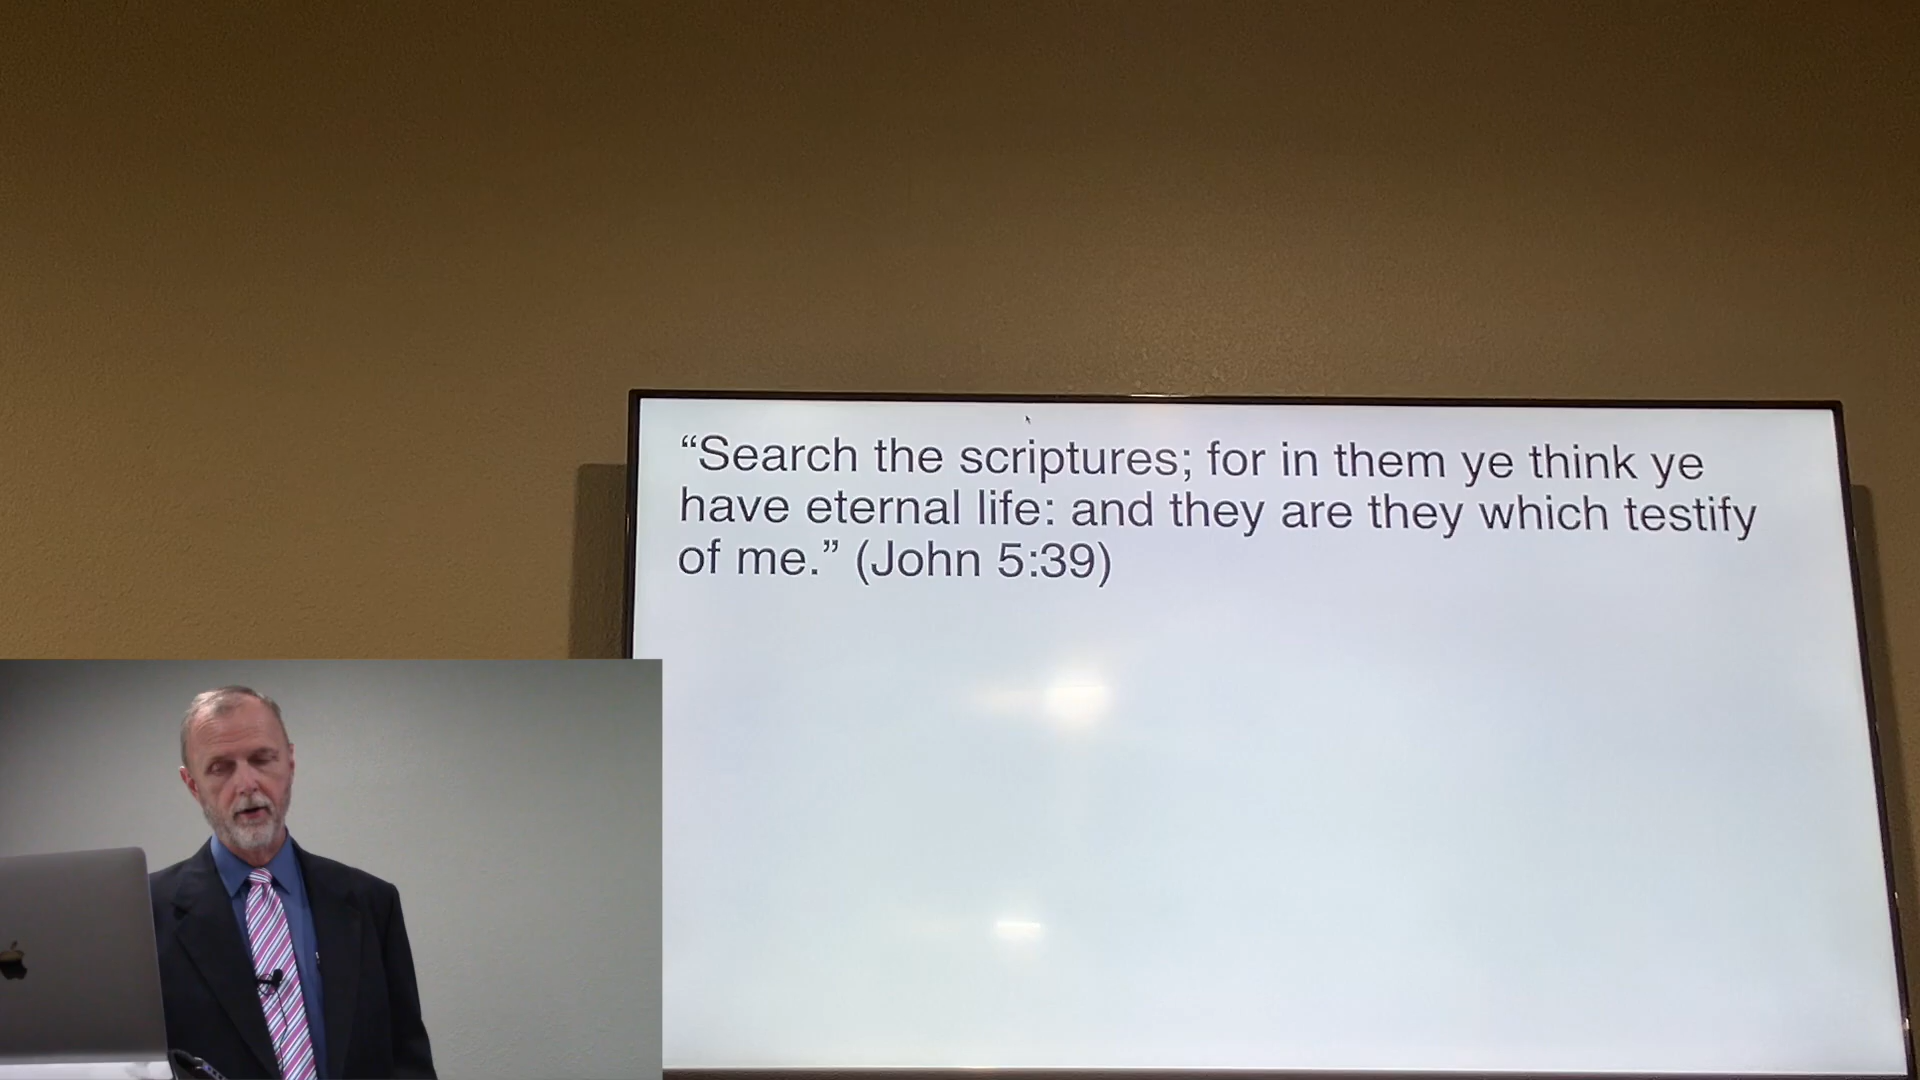 “Search the scriptures; for in them ye think ye
have eternal life: and they are they which testify
of me.” (John 5:39)